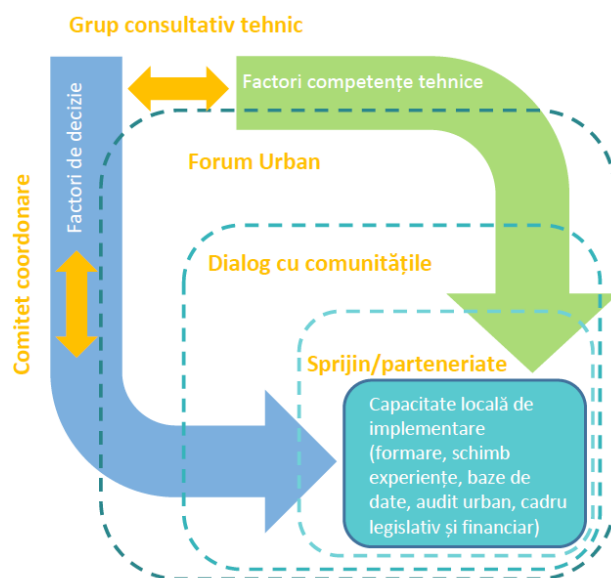 Grup consultativ tehnic
Factori competențe tehnice
Factori de decizie
Comitet coordonare
Forum Urban
Dialog cu comunitățile
Sprijin/parteneriate
Capacitate locală de
implementare
(formare, schimb
experiențe, baze de
date, audit urban, cadru
legislativ și financiar)